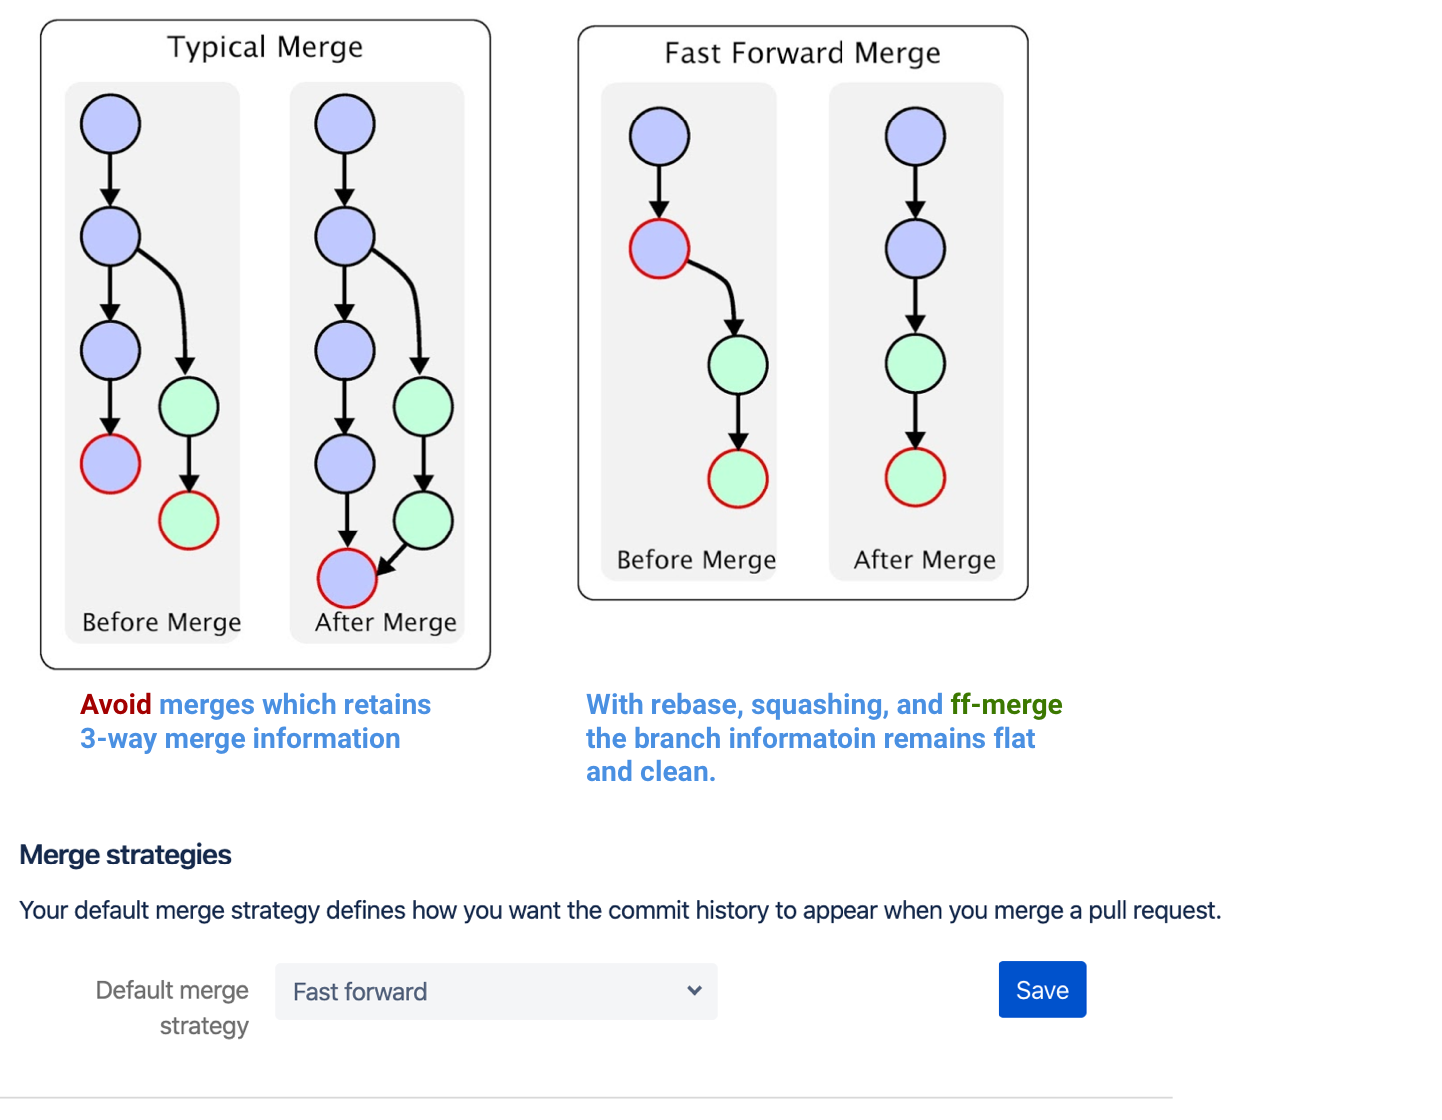 Typical Merge
Before Merge
After Merge
Fast Forward Merge
Before Merge
After Merge
Avoid merges which retains
3-way merge information
With rebase, squashing, and ff-merge
the branch informatoin remains flat
and clean.
Merge strategies
Your default merge strategy defines how you want the commit history to appear when you merge a pull request.
Default merge
strategy
Fast forward
Save